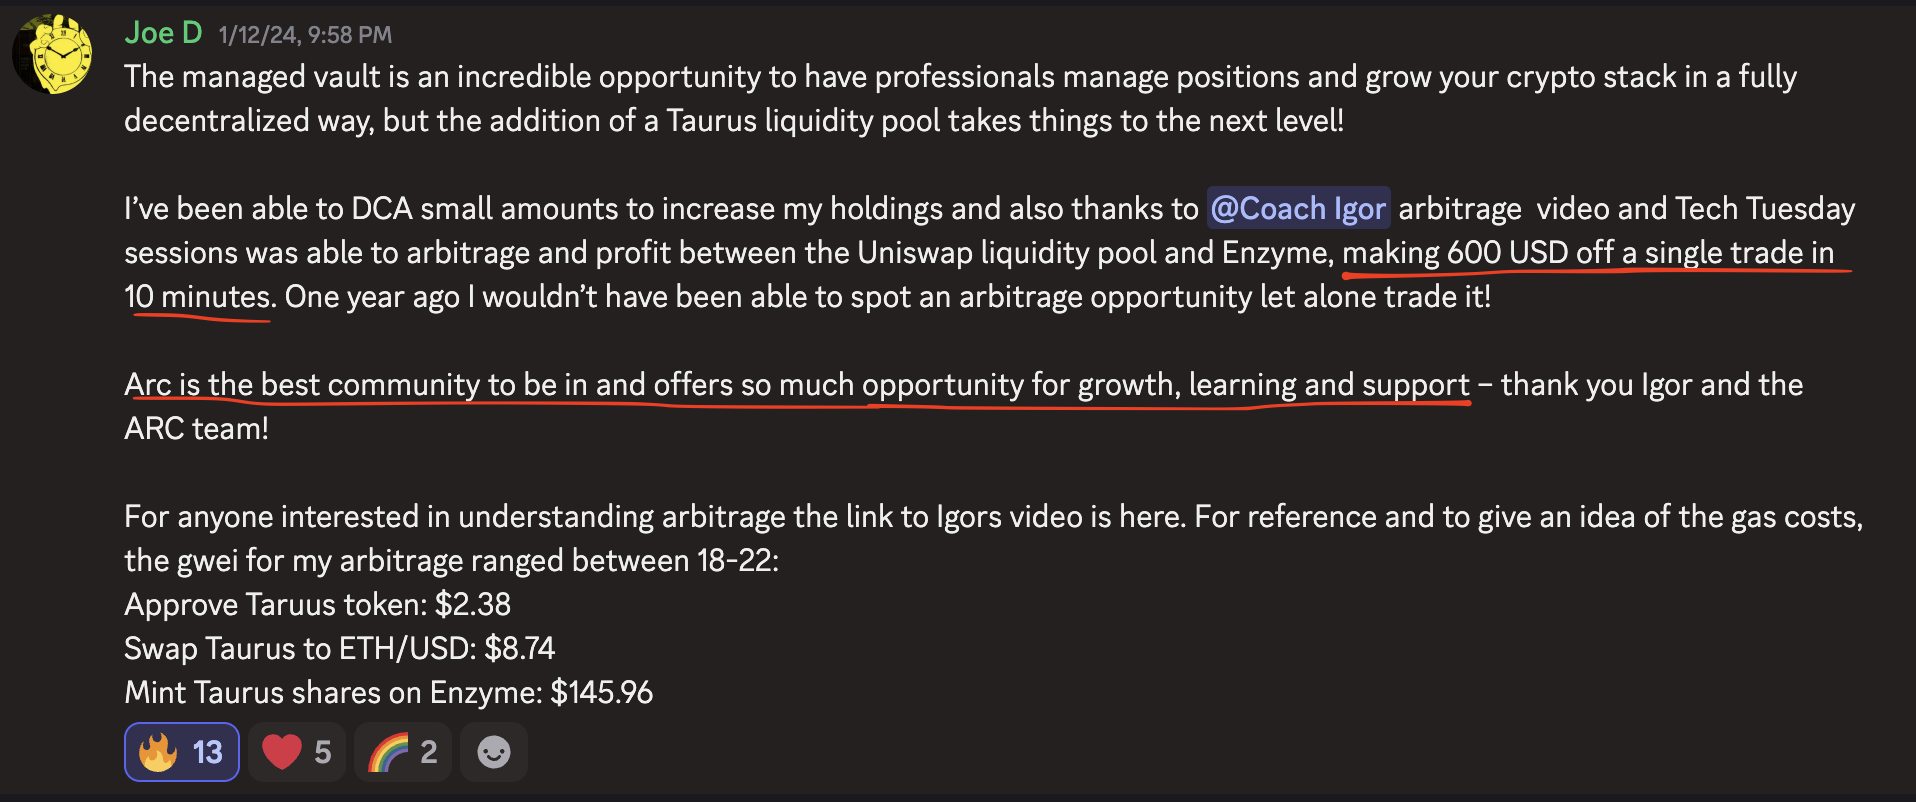 Joe D 1/12/24, 9:58 PM
The managed vault is an incredible opportunity to have professionals manage positions and grow your crypto stack in a fully
decentralized way, but the addition of a Taurus liquidity pool takes things to the next level!
I’ve been able to DCA small amounts to increase my holdings and also thanks to @Coach Igor arbitrage  video and Tech Tuesday
sessions was able to arbitrage and profit between the Uniswap liquidity pool and Enzyme, making 600 USD off a single trade in
10 minutes. One year ago I wouldn’t have been able to spot an arbitrage opportunity let alone trade it!
Arc is the best community to be in and offers so much opportunity for growth, learning and support – thank you Igor and the
ARC team!
For anyone interested in understanding arbitrage the link to Igors video is here. For reference and to give an idea of the gas costs,
the gwei for my arbitrage ranged between 18-22:
Approve Taruus token: $2.38
Swap Taurus to ETH/USD: $8.74
Mint Taurus shares on Enzyme: $145.96
13 5 2